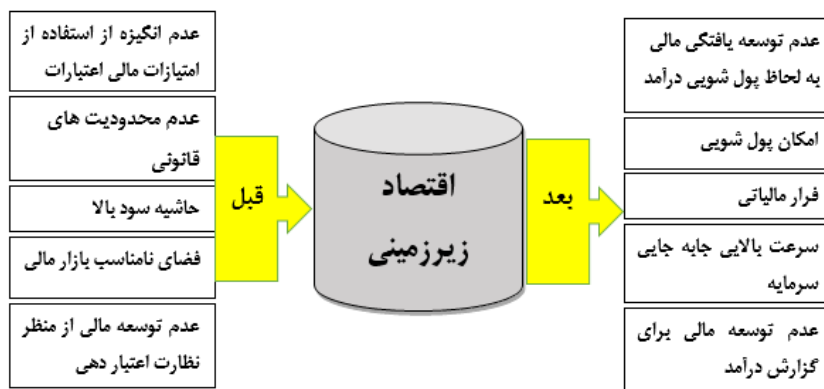 عدم انگیزه از استفاده از
امتیازات مالی اعتبارات
عدم محدودیت های
قانونی
حاشیه سود بالا
فضای نامناسب بازار مالی
عدم توسعه مالی از منظر
نظارت اعتبار دهی
قبل
اقتصاد
زیرزمینی
بعد
عدم توسعه یافتگی مالی
به لحاظ پول شویی درآمد
امکان پول شویی
فرار مالیاتی
سرعت بالایی جابه جایی
سرمایه
عدم توسعه مالی برای
گزارش درآمد